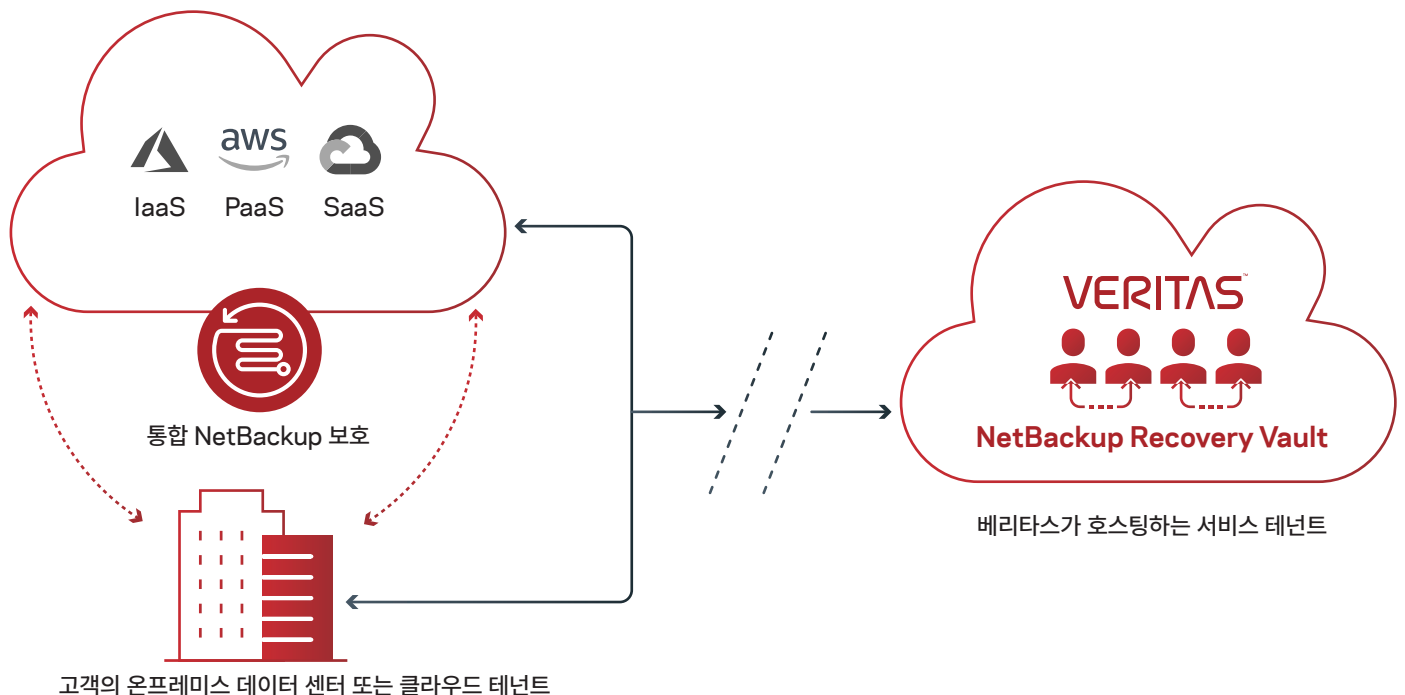 aws
IaaS PaaS SaaS
통합 NetBackup 보호
고객의 온프레미스 데이터 센터 또는 클라우드 테넌트
VERITAS™
NetBackup Recovery Vault
베리타스가 호스팅하는 서비스 테넌트